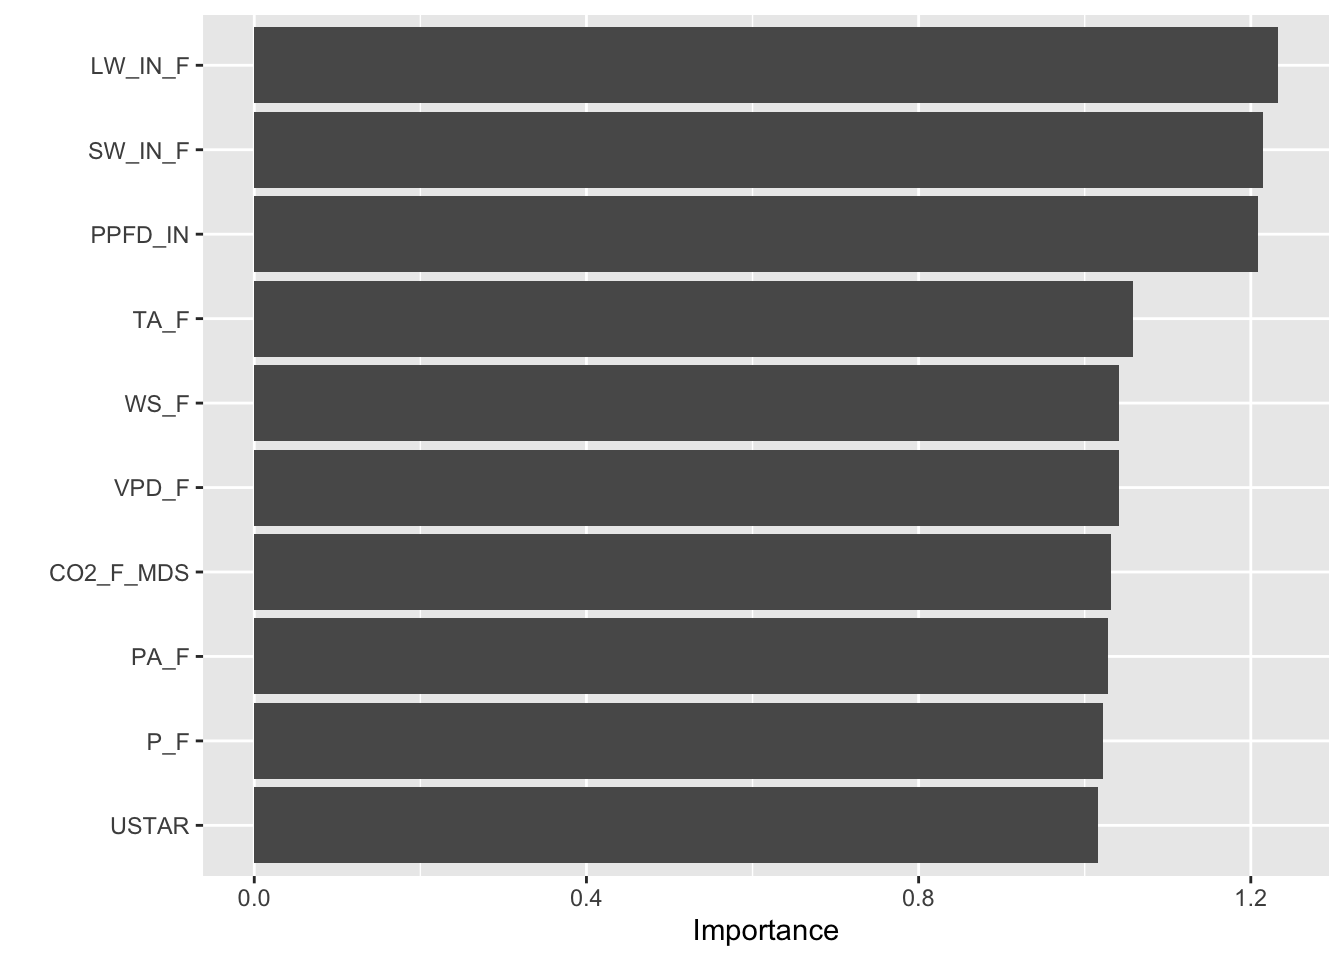 LW_IN_F
SW_IN_F
PPFD_IN
TA_F
WS_F
VPD_F
CO2_F_MDS
PA_F
P_F
USTAR
0.0 0.4 0.8 1.2
Importance